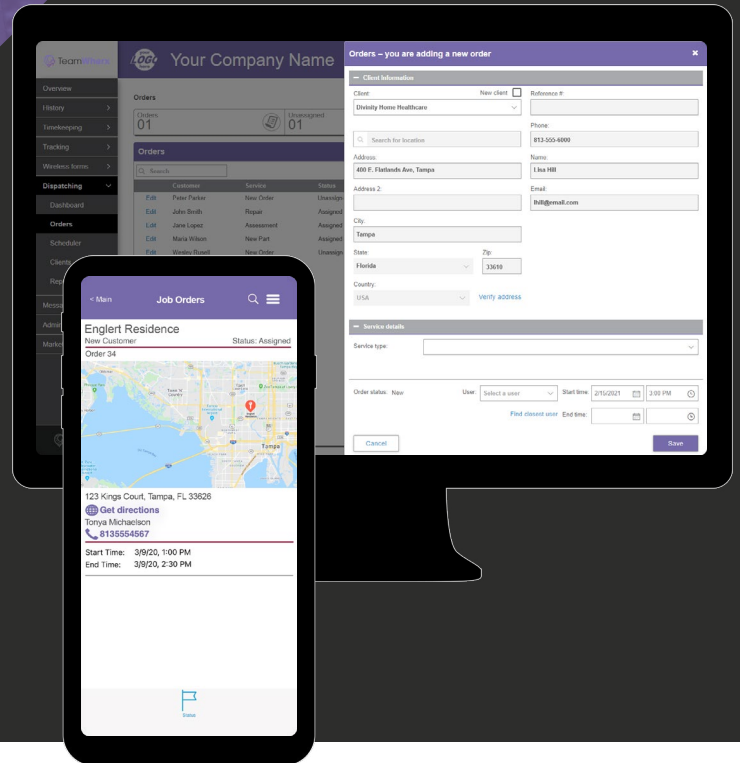 TeamWherx
LOGO
Your Company Name
Overview
History
Timekeeping
Tracking
Wireless forms
Dispatching
Dashboard
Orders
Scheduler
Clients
Orders
Orders
01
Unassigned
01
Orders
Search
Customer Service Status
Edit Peter Parker New Order Unassign
Edit John Smith Repair Assigned
Edit Jane Lopez Assessment Assigned
Edit Maria Wilson New Part Assigned
Edit Wesley Russell New Order Unassign
Orders – you are adding a new order
Client Information
Client:
New client
Reference #:
Divinity Home Healthcare
Phone:
Search for location
813-555-6000
Address:
Name:
400 E. Flatlands Ave, Tampa
Lisa Hill
Address 2:
Email:
lhill@email.com
City:
Tampa
State:
Zip:
Florida
33610
Country:
USA
Verify address
Service details
Service type:
Order status: New
User: Select a user
Start time: 2/15/2021 3:08 PM
Find closest user End time:
Cancel
Save
< Main
Job Orders
Englert Residence
New Customer
Status: Assigned
Order 34
Tampa
123 Kings Court, Tampa, FL 33626
Get directions
Tonya Michaelson
8135554567
Start Time: 3/9/20, 1:00 PM
End Time: 3/9/20, 2:30 PM
Status